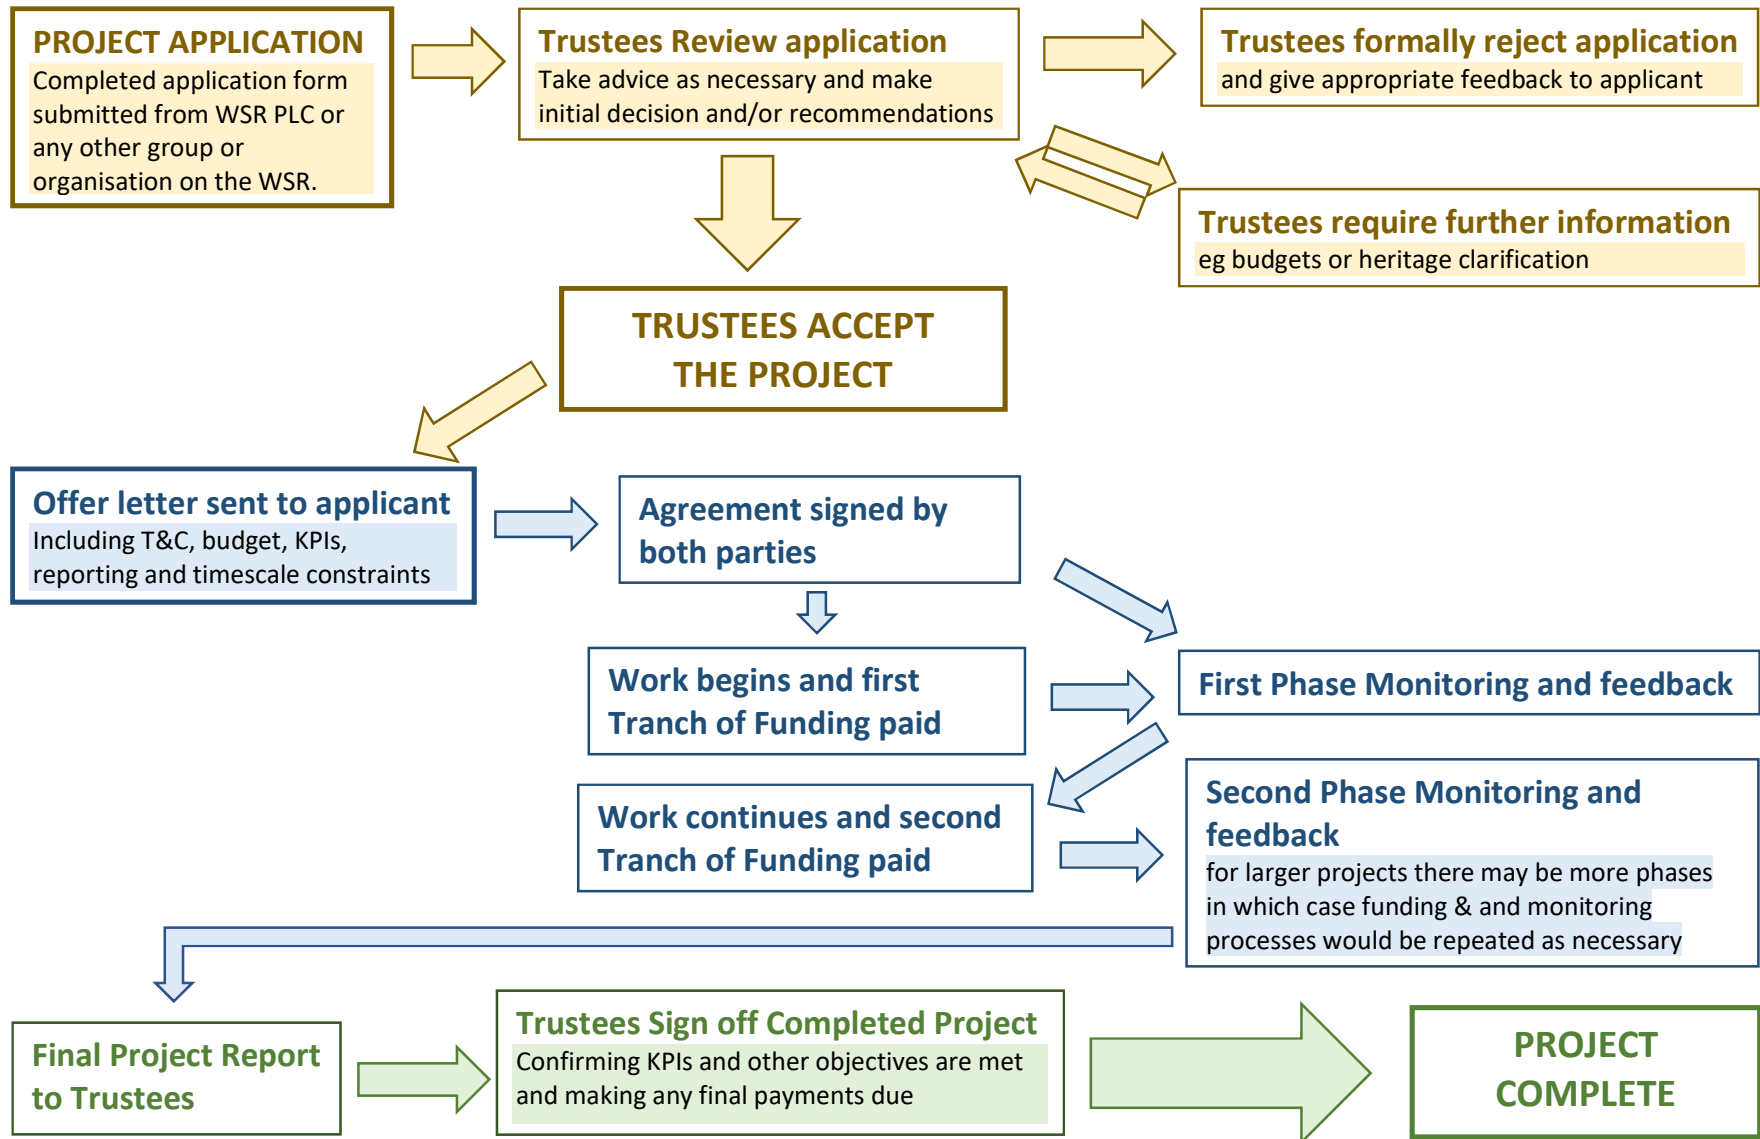 PROJECT APPLICATION
Completed application form
submitted from WSR PLC or
any other group or
organisation on the WSR.
Trustees Review application
Take advice as necessary and make
initial decision and/or recommendations
Trustees formally reject application
and give appropriate feedback to applicant
Trustees require further information
eg budgets or heritage clarification
TRUSTEES ACCEPT
THE PROJECT
Offer letter sent to applicant
Including T&C, budget, KPIs,
reporting and timescale constraints
Agreement signed by
both parties
Work begins and first
Tranch of Funding paid
First Phase Monitoring and feedback
Work continues and second
Tranch of Funding paid
Second Phase Monitoring and
feedback
for larger projects there may be more phases
in which case funding & and monitoring
processes would be repeated as necessary
Final Project Report
to Trustees
Trustees Sign off Completed Project
Confirming KPIs and other objectives are met
and making any final payments due
PROJECT
COMPLETE